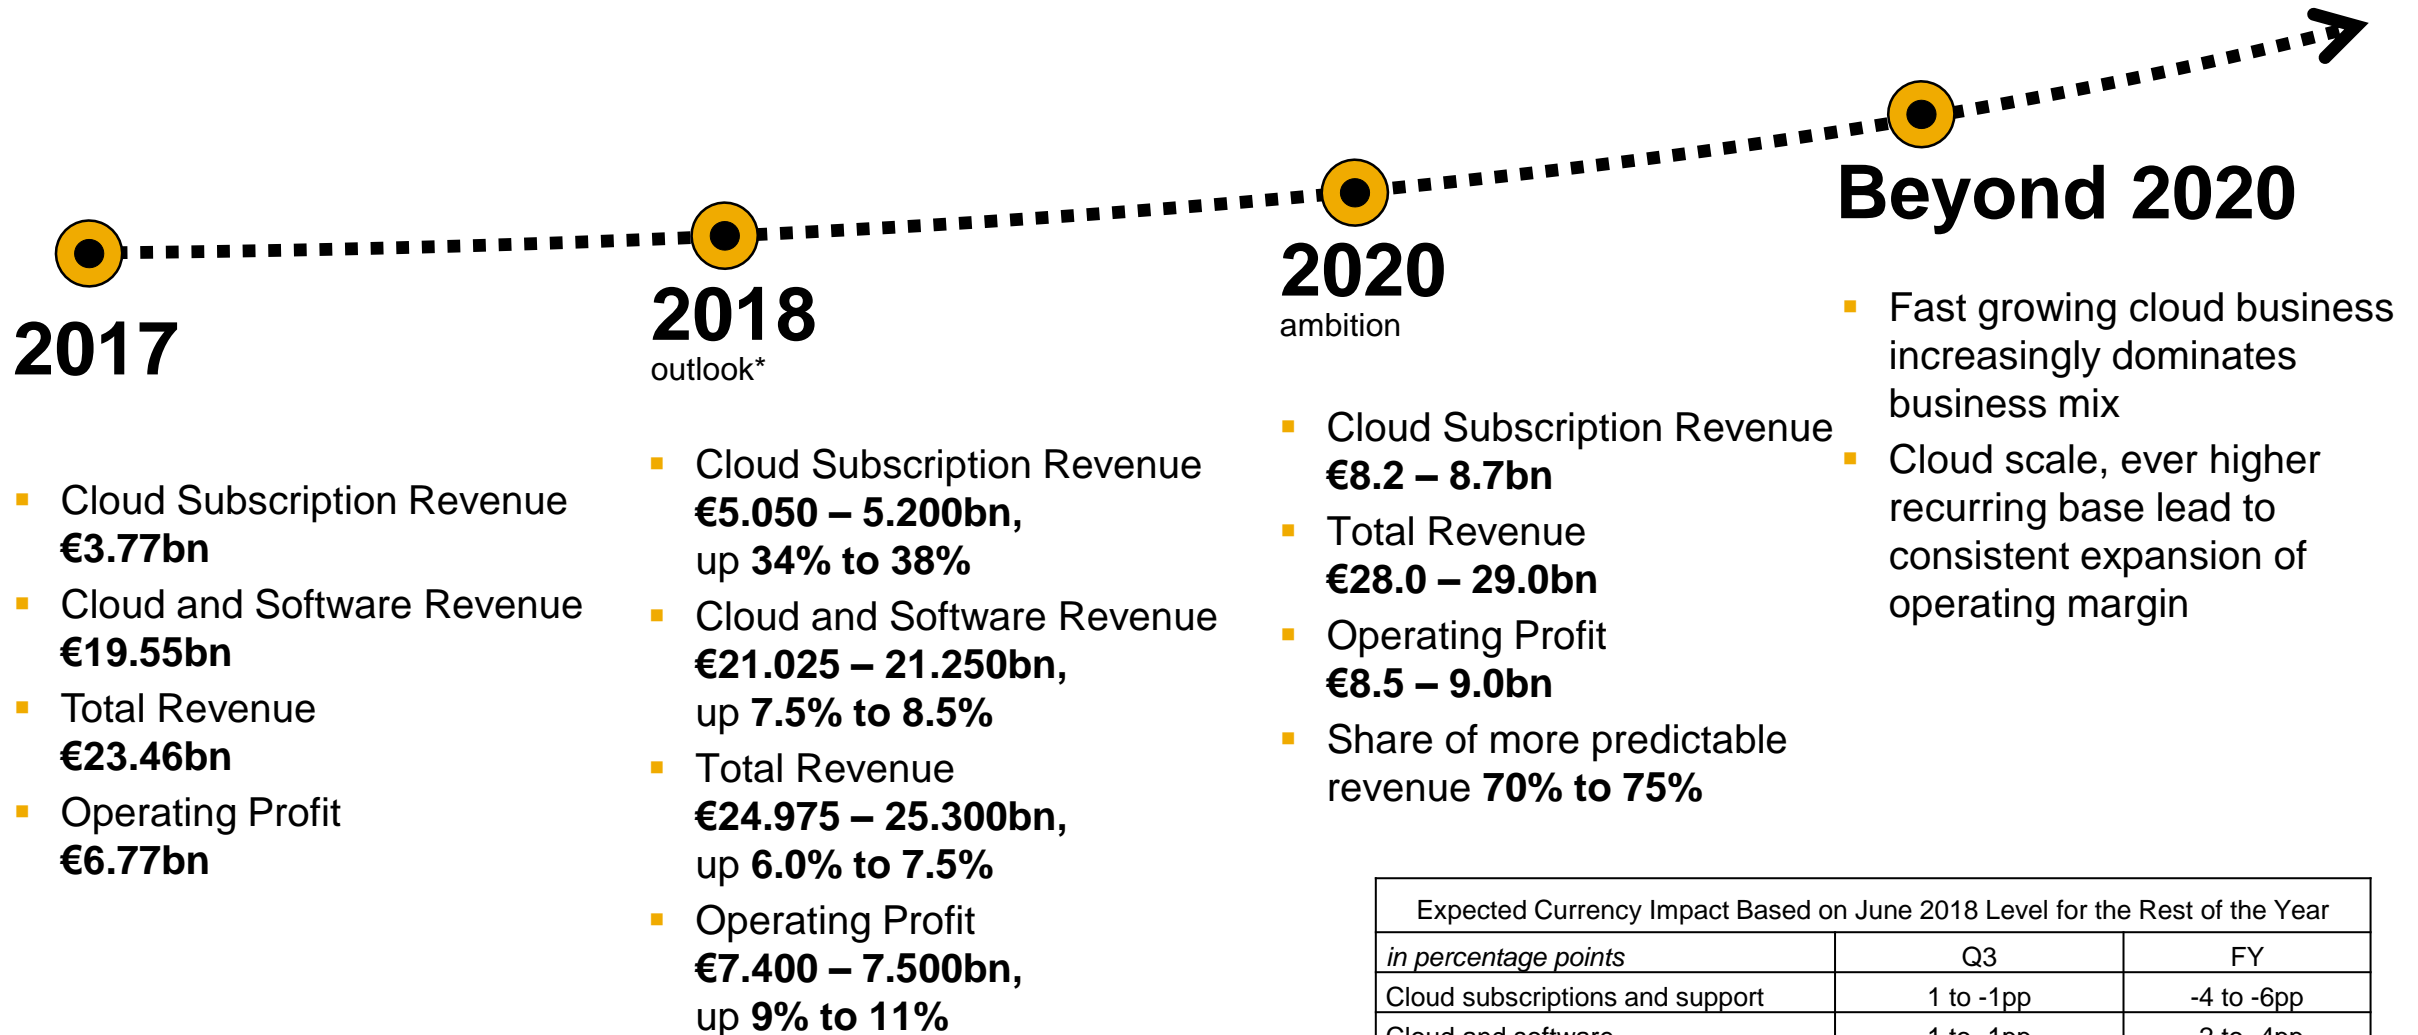 2017
Cloud Subscription Revenue
€3.77bn
Cloud and Software Revenue
€19.55bn
Total Revenue
€23.46bn
Operating Profit
€6.77bn
2018
outlook*
Cloud Subscription Revenue
€5.050 – 5.200bn,
up 34% to 38%
Cloud and Software Revenue
€21.025 – 21.250bn,
up 7.5% to 8.5%
Total Revenue
€24.975 – 25.300bn,
up 6.0% to 7.5%
Operating Profit
€7.400 – 7.500bn,
up 9% to 11%
2020
ambition
Cloud Subscription Revenue
€8.2 – 8.7bn
Total Revenue
€28.0 – 29.0bn
Operating Profit
€8.5 – 9.0bn
Share of more predictable
revenue 70% to 75%
Beyond 2020
Fast growing cloud business
increasingly dominates
business mix
Cloud scale, ever higher
recurring base lead to
consistent expansion of
operating margin
Expected Currency Impact Based on June 2018 Level for the Rest of the Year
in percentage points Q3 FY
Cloud subscriptions and support 1 to -1pp -4 to -6pp
Cloud and software